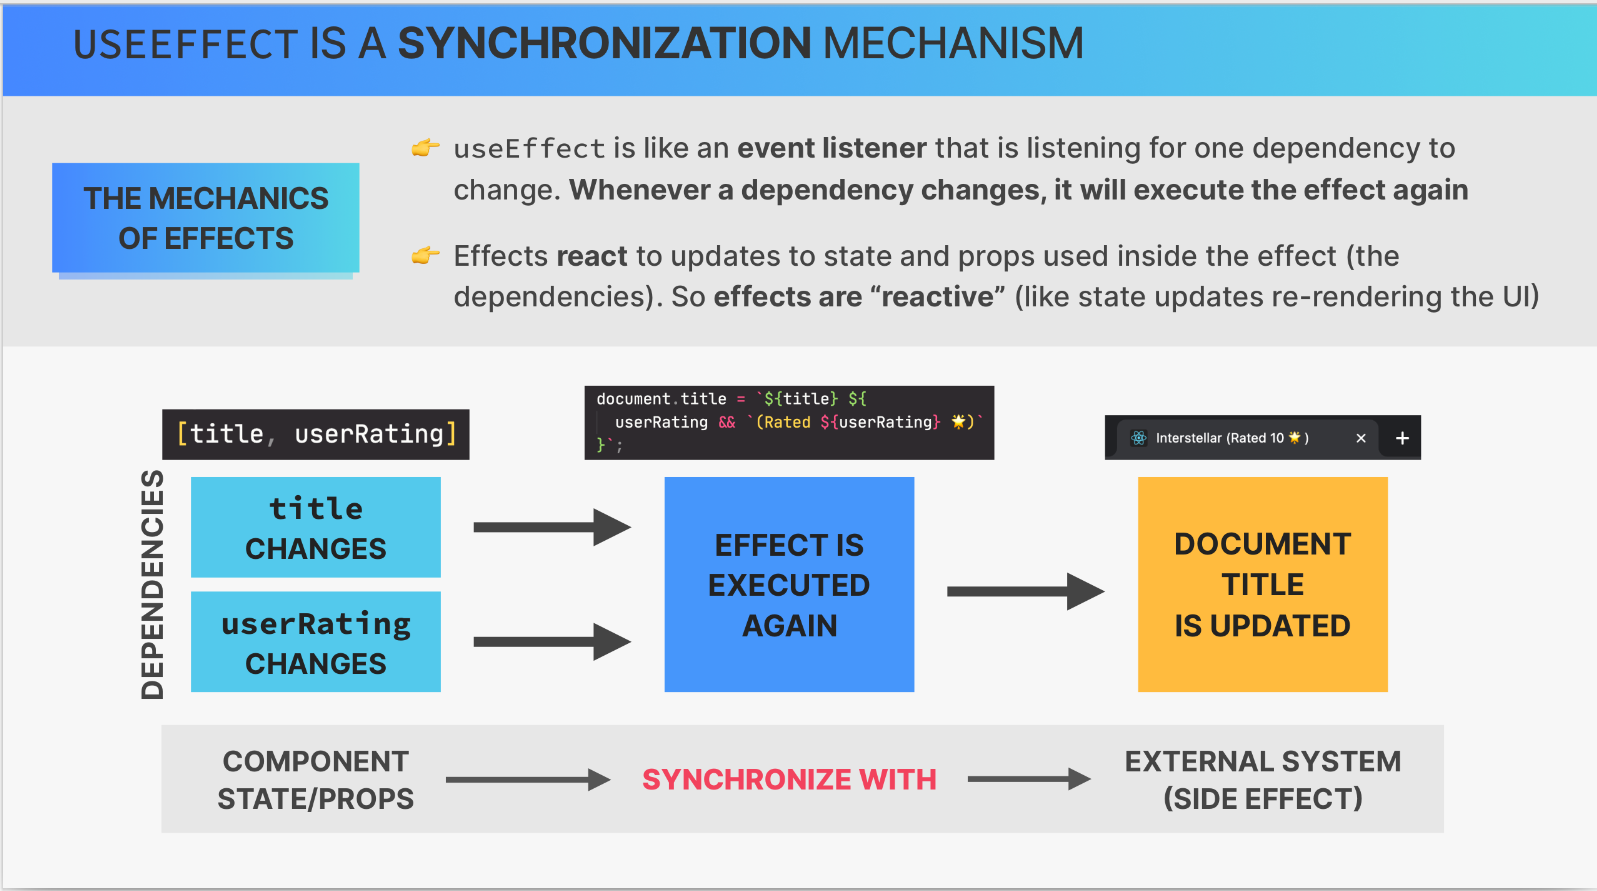 USEEFFECT IS A SYNCHRONIZATION MECHANISM
THE MECHANICS
OF EFFECTS
👉 useEffect is like an event listener that is listening for one dependency to
change. Whenever a dependency changes, it will execute the effect again
👉 Effects react to updates to state and props used inside the effect (the
dependencies). So effects are “reactive” (like state updates re-rendering the UI)
[title, userRating]
document.title = `${title} ${
userRating && `(Rated ${userRating} 🌟)`
}`;
Interstellar (Rated 10 🌟 )
DEPENDENCIES
title
CHANGES
userRating
CHANGES
EFFECT IS
EXECUTED
AGAIN
DOCUMENT
TITLE
IS UPDATED
COMPONENT
STATE/PROPS
SYNCHRONIZE WITH
EXTERNAL SYSTEM
(SIDE EFFECT)